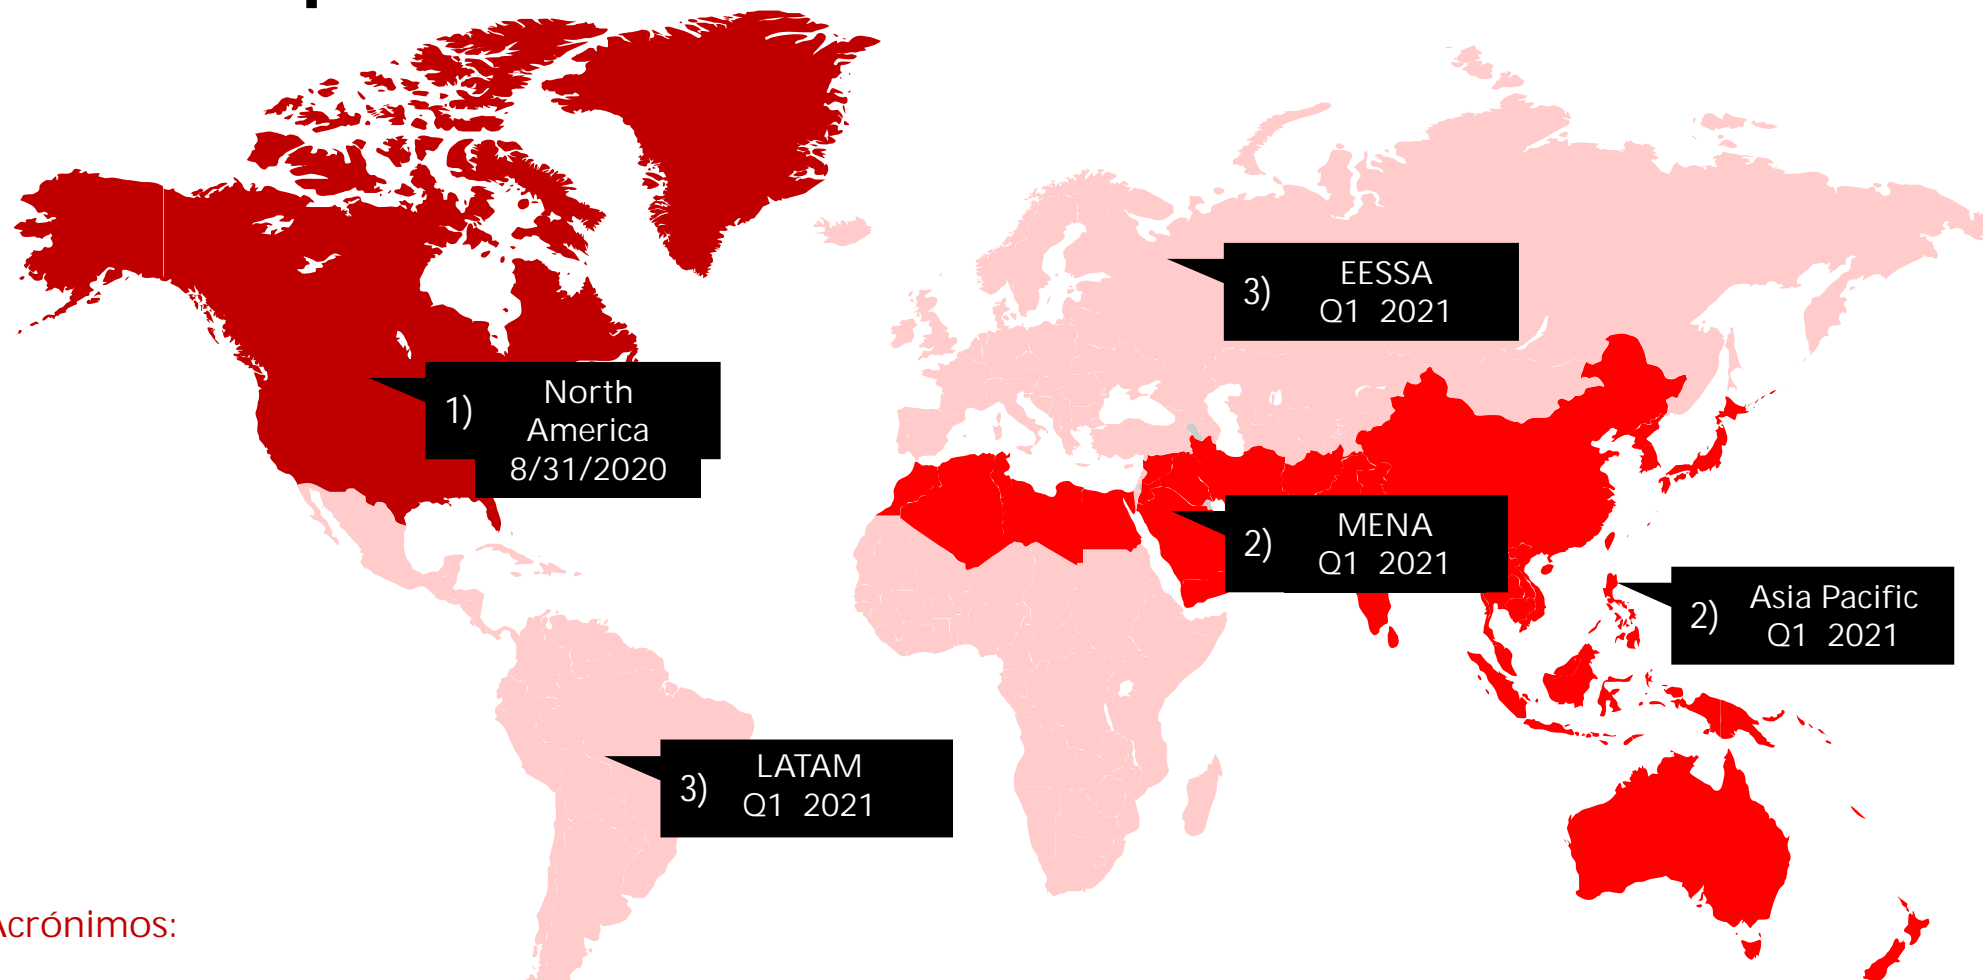 3) EESSA
Q1 2021
1) North
America
8/31/2020
2) MENA
Q1 2021
2) Asia Pacific
Q1 2021
3) LATAM
Q1 2021
Acrónimos: